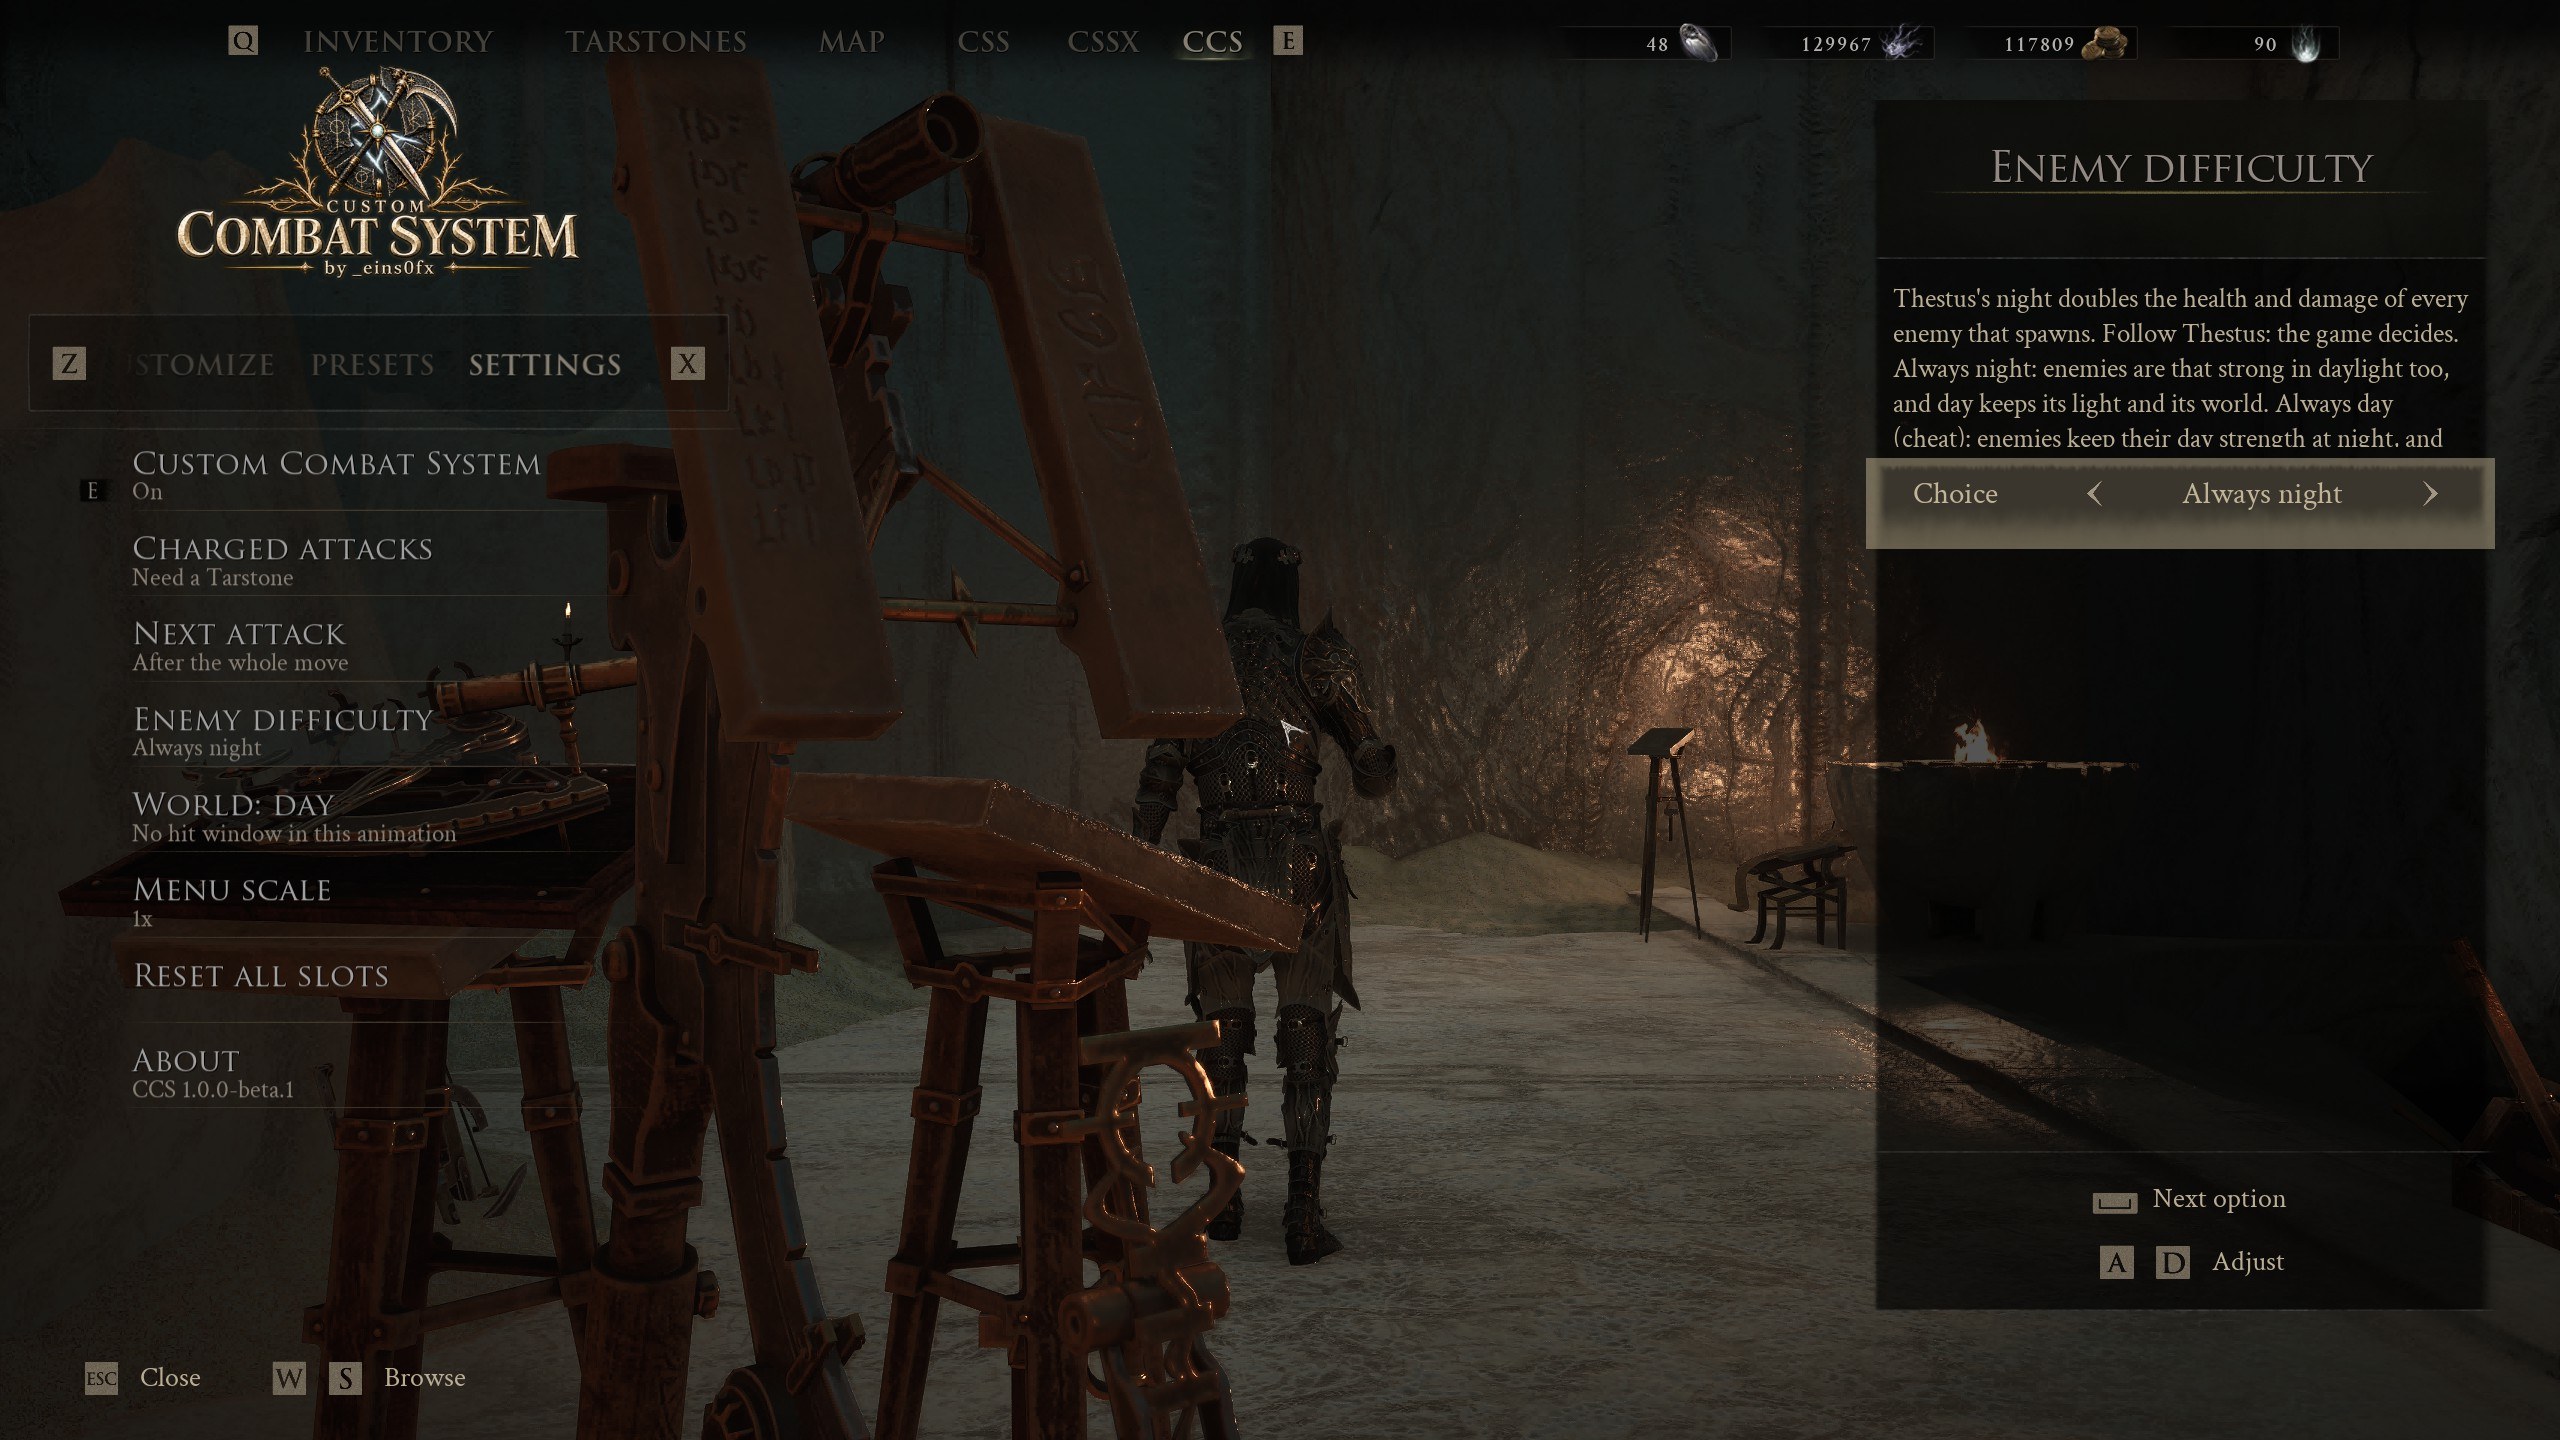 Q INVENTORY TARSTONES MAP CSS CSSX CCS E
48 129967 117809 90
CUSTOM
COMBAT SYSTEM
by _eins0fx
Z STOMIZE PRESETS SETTINGS X
CUSTOM COMBAT SYSTEM
E On
CHARGED ATTACKS
Need a Tarstone
NEXT ATTACK
After the whole move
ENEMY DIFFICULTY
Always night
WORLD: DAY
No hit window in this animation
MENU SCALE
1x
RESET ALL SLOTS
ABOUT
CCS 1.0.0-beta.1
ESC Close W S Browse
ENEMY DIFFICULTY
Thestus's night doubles the health and damage of every
enemy that spawns. Follow Thestus: the game decides.
Always night: enemies are that strong in daylight too,
and day keeps its light and its world. Always day
(cheat): enemies keep their day strength at night, and
Choice Always night
Next option
A D Adjust